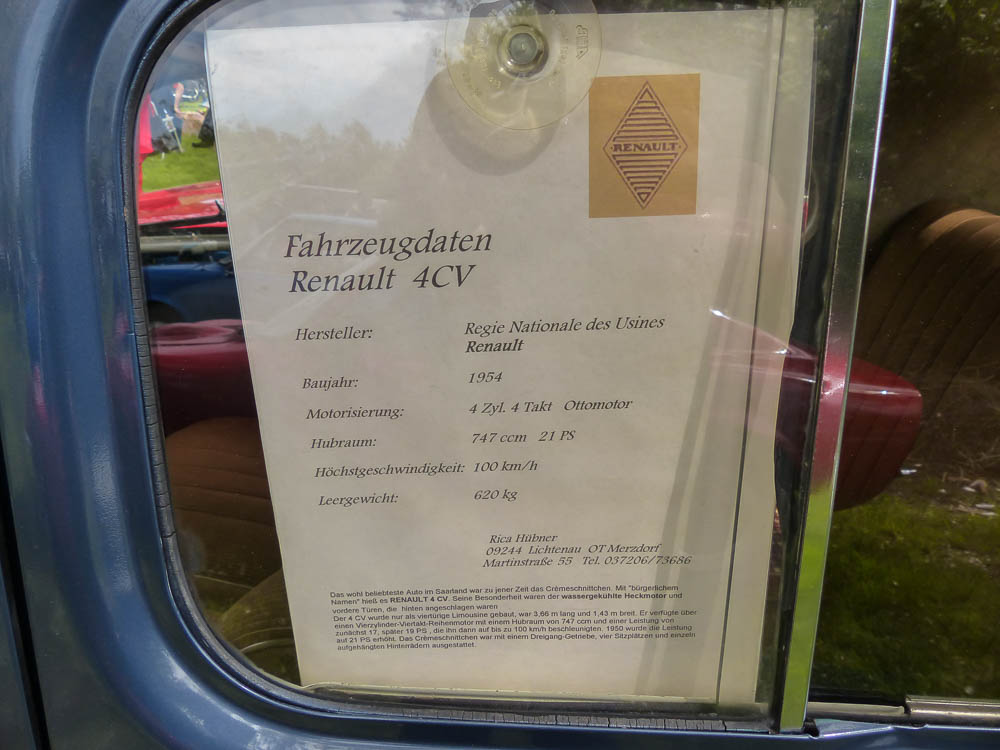 RENAULT
Fahrzeugdaten
Renault 4CV
Hersteller: Regie Nationale des Usines
Renault
Baujahr: 1954
Motorisierung: 4 Zyl. 4 Takt Ottomotor
Hubraum: 747 ccm 21 PS
Höchstgeschwindigkeit: 100 km/h
Leergewicht: 620 kg
Rica Hübner
09244 Lichtenau OT Merzdorf
Martinstraße 55 Tel. 037206/73686
Das wohl beliebteste Auto im Saarland war zu jener Zeit das Crêmeschnittchen. Mit "bürgerlichem
Namen" hieß es RENAULT 4 CV. Seine Besonderheit waren der wassergekühlte Heckmotor und
vordere Türen, die hinten angeschlagen waren
Der 4 CV wurde nur als viertürige Limousine gebaut, war 3,66 m lang und 1,43 m breit. Er verfügte über
einen Vierzylinder-Viertakt-Reihenmotor mit einem Hubraum von 747 ccm und einer Leistung von
zunächst 17, später 19 PS , die ihn dann auf bis zu 100 km/h beschleunigten. 1950 wurde die Leistung
auf 21 PS erhöht. Das Crêmeschnittchen war mit einem Dreigang-Getriebe, vier Sitzplätzen und einzeln
aufgehängten Hinterrädern ausgestattet.